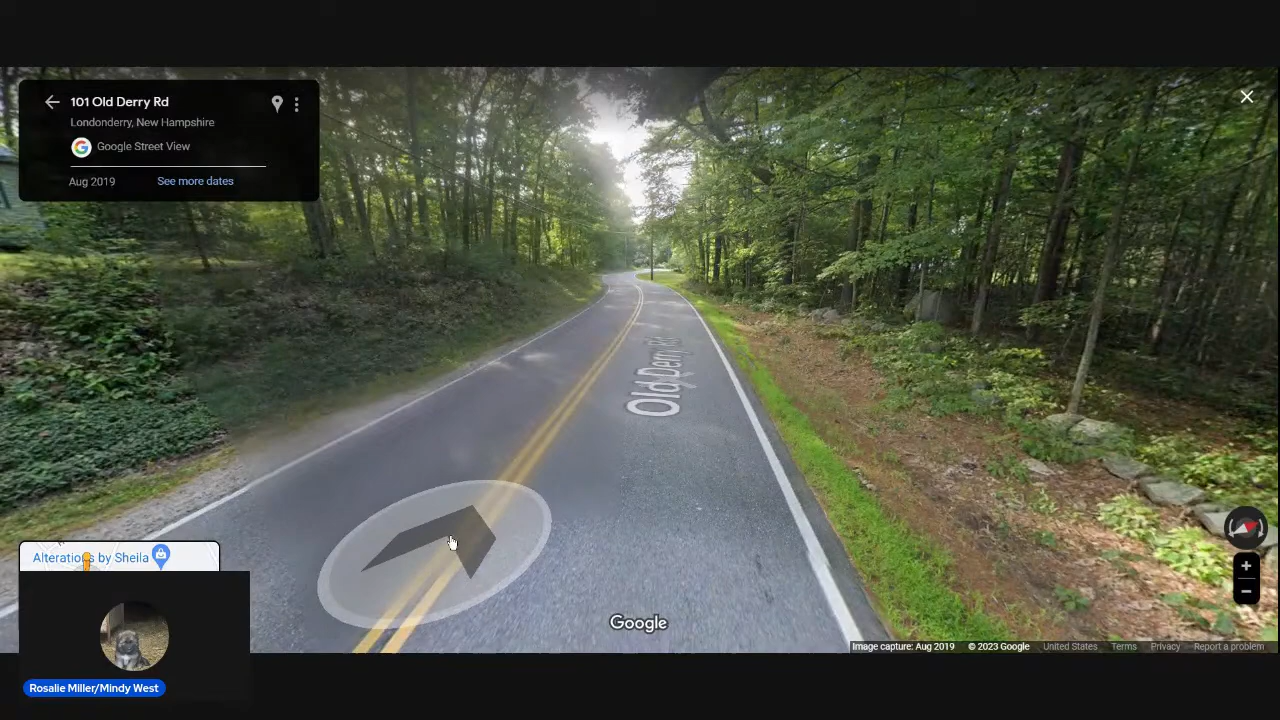 101 Old Derry Rd
Londonderry, New Hampshire
Google Street View
Aug 2019 See more dates
Old Derry Rd
Alterations by Sheila
Google
Image capture: Aug 2019 © 2023 Google United States Terms Privacy Report a problem
Rosalie Miller/Mindy West